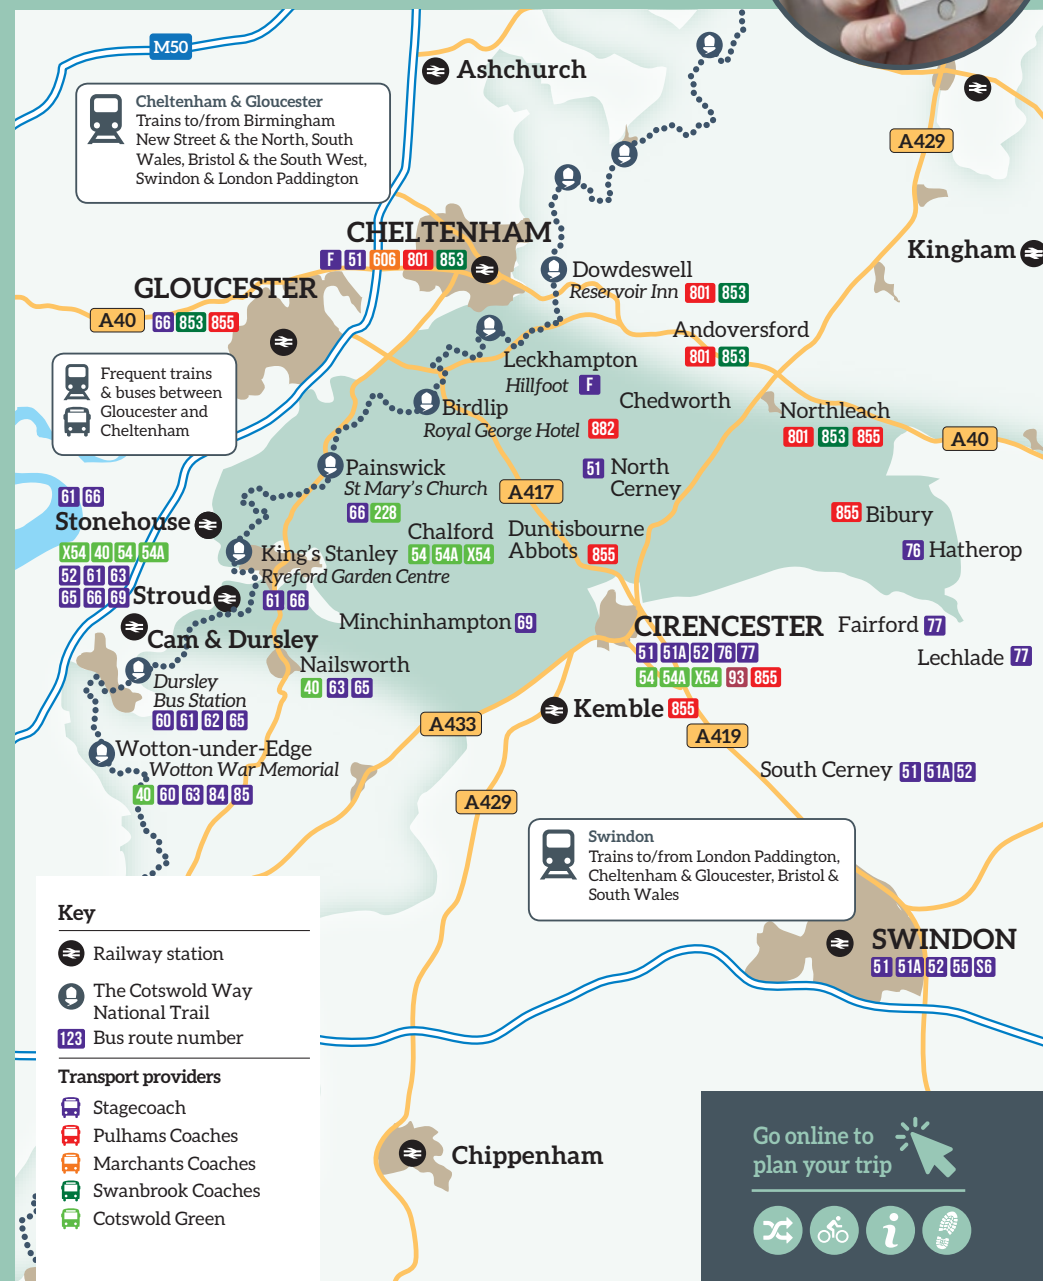 M50
Ashchurch
Cheltenham & Gloucester
Trains to/from Birmingham
New Street & the North, South
Wales, Bristol & the South West,
Swindon & London Paddington
A429
CHELTENHAM
F 51 606 801 853
Kingham
Dowdeswell
Reservoir Inn 801 853
GLOUCESTER
A40 66 853 855
Andoversford
801 853
Frequent trains
& buses between
Gloucester and
Cheltenham
Leckhampton
Hillfoot F
Chedworth
Birdlip
Royal George Hotel 882
Northleach
801 853 855
A40
Painswick
St Mary's Church
66 228
51 North
Cerney
A417
61 66
Stonehouse
X54 40 54 54A
52 61 63
65 66 69 Stroud
Chalford
54 54A X54
Duntisbourne
Abbots 855
855 Bibury
76 Hatherop
King's Stanley
Ryeford Garden Centre
61 66
Minchinhampton 69
CIRENCESTER
51 51A 52 76 77
54 54A X54 93 855
Fairford 77
Lechlade 77
Cam & Dursley
Dursley
Bus Station
60 61 62 65
Nailsworth
40 63 65
Kemble 855
A433
A419
Wotton-under-Edge
Wotton War Memorial
40 60 63 84 85
South Cerney 51 51A 52
A429
Swindon
Trains to/from London Paddington,
Cheltenham & Gloucester, Bristol &
South Wales
SWINDON
51 51A 52 55 S6
Key
Railway station
The Cotswold Way
National Trail
123 Bus route number
Transport providers
Stagecoach
Pulhams Coaches
Marchants Coaches
Swanbrook Coaches
Cotswold Green
Chippenham
Go online to
plan your trip
i